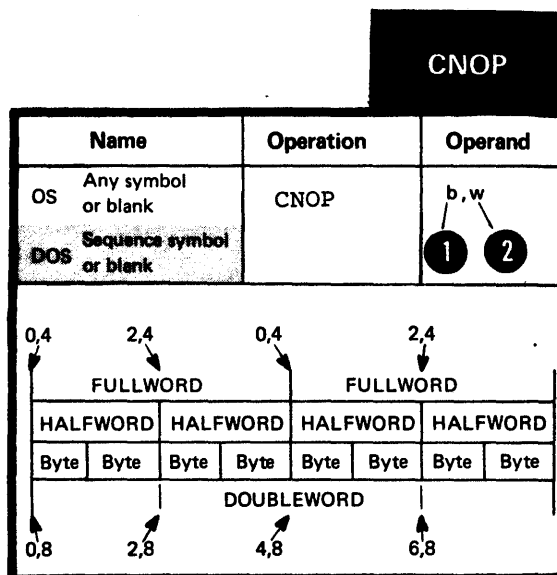 CNOP
Name Operation Operand
OS Any symbol or blank CNOP b,w
DOS Sequence symbol or blank 1 2
0,4 2,4 0,4 2,4
FULLWORD FULLWORD
HALFWORD HALFWORD HALFWORD HALFWORD
Byte Byte Byte Byte Byte Byte Byte Byte
DOUBLEWORD
0,8 2,8 4,8 6,8